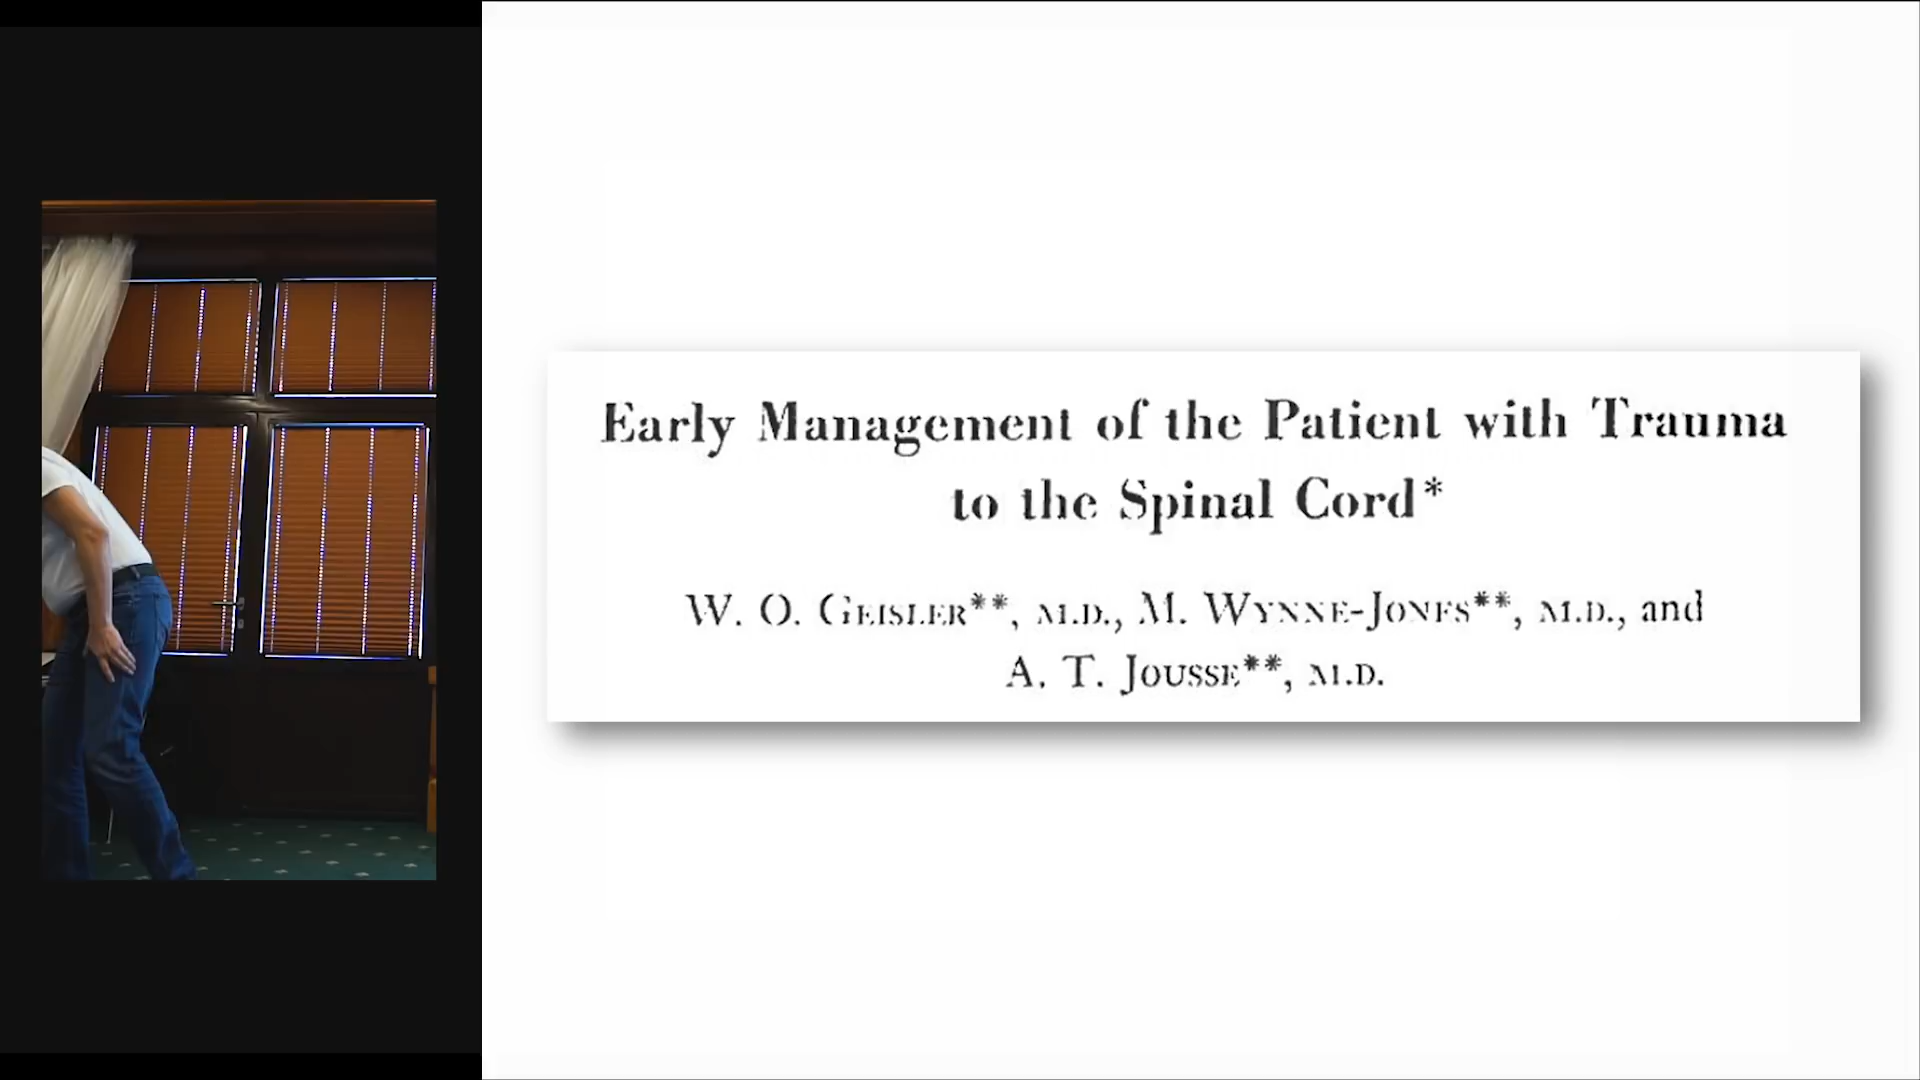 Early Management of the Patient with Trauma
to the Spinal Cord*
W. O. GEISLER**, M.D., M. WYNNE-JONES**, M.D., and
A. T. JOUSSE**, M.D.